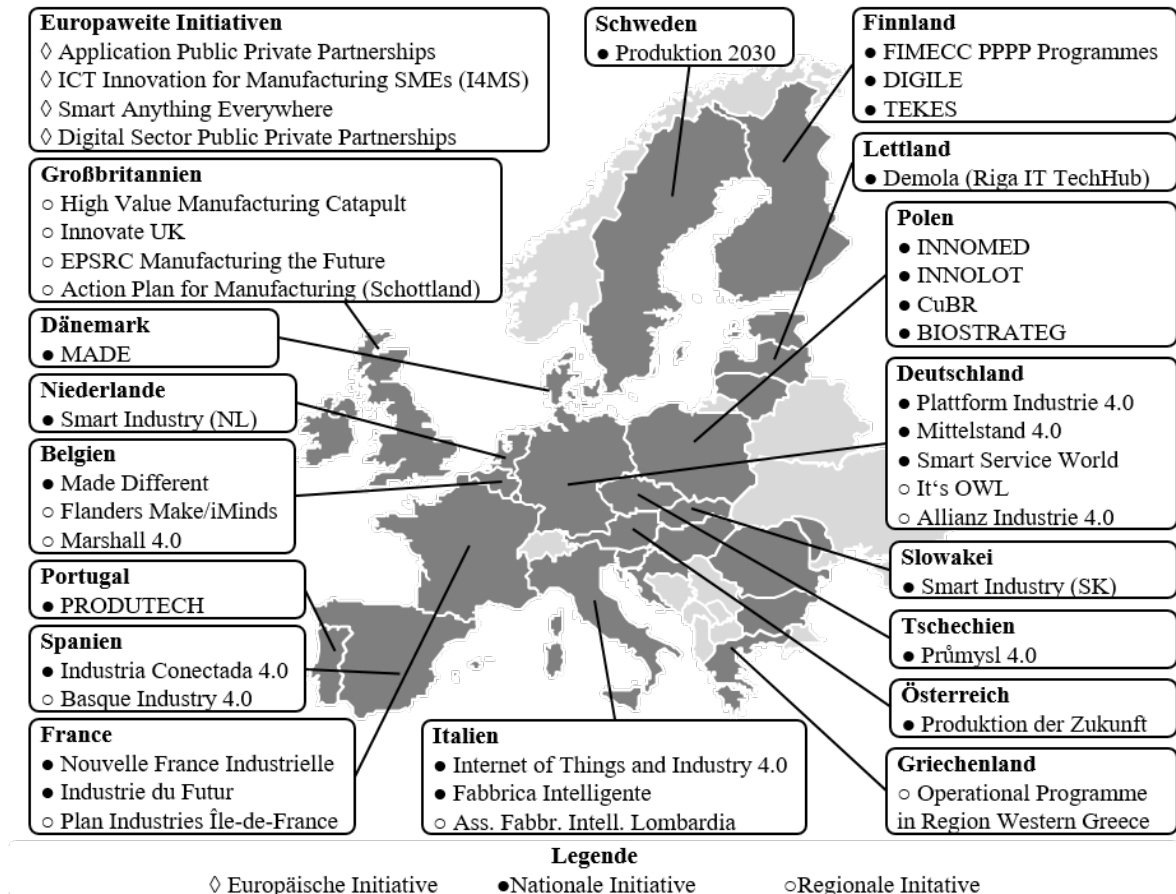 Europaweite Initiativen
◊ Application Public Private Partnerships
◊ ICT Innovation for Manufacturing SMEs (I4MS)
◊ Smart Anything Everywhere
◊ Digital Sector Public Private Partnerships
Großbritannien
○ High Value Manufacturing Catapult
○ Innovate UK
○ EPSRC Manufacturing the Future
○ Action Plan for Manufacturing (Schottland)
Dänemark
● MADE
Niederlande
● Smart Industry (NL)
Belgien
● Made Different
○ Flanders Make/iMinds
○ Marshall 4.0
Portugal
● PRODUTECH
Spanien
● Industria Conectada 4.0
○ Basque Industry 4.0
France
● Nouvelle France Industrielle
● Industrie du Futur
○ Plan Industries Île-de-France
Italien
● Internet of Things and Industry 4.0
● Fabbrica Intelligente
○ Ass. Fabbr. Intell. Lombardia
Schweden
● Produktion 2030
Finnland
● FIMECC PPPP Programmes
● DIGILE
● TEKES
Lettland
● Demola (Riga IT TechHub)
Polen
● INNOMED
● INNOLOT
● CuBR
● BIOSTRATEG
Deutschland
● Plattform Industrie 4.0
● Mittelstand 4.0
● Smart Service World
○ It‘s OWL
○ Allianz Industrie 4.0
Slowakei
● Smart Industry (SK)
Tschechien
● Průmysl 4.0
Österreich
● Produktion der Zukunft
Griechenland
○ Operational Programme
in Region Western Greece
Legende
◊ Europäische Initiative ●Nationale Initiative ○Regionale Initiative